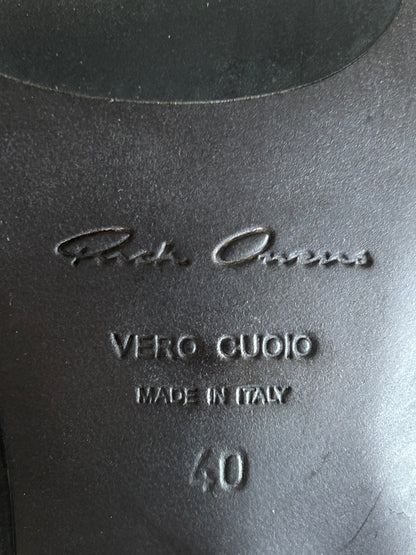 Rick Owens
VERO CUOIO
MADE IN ITALY
40